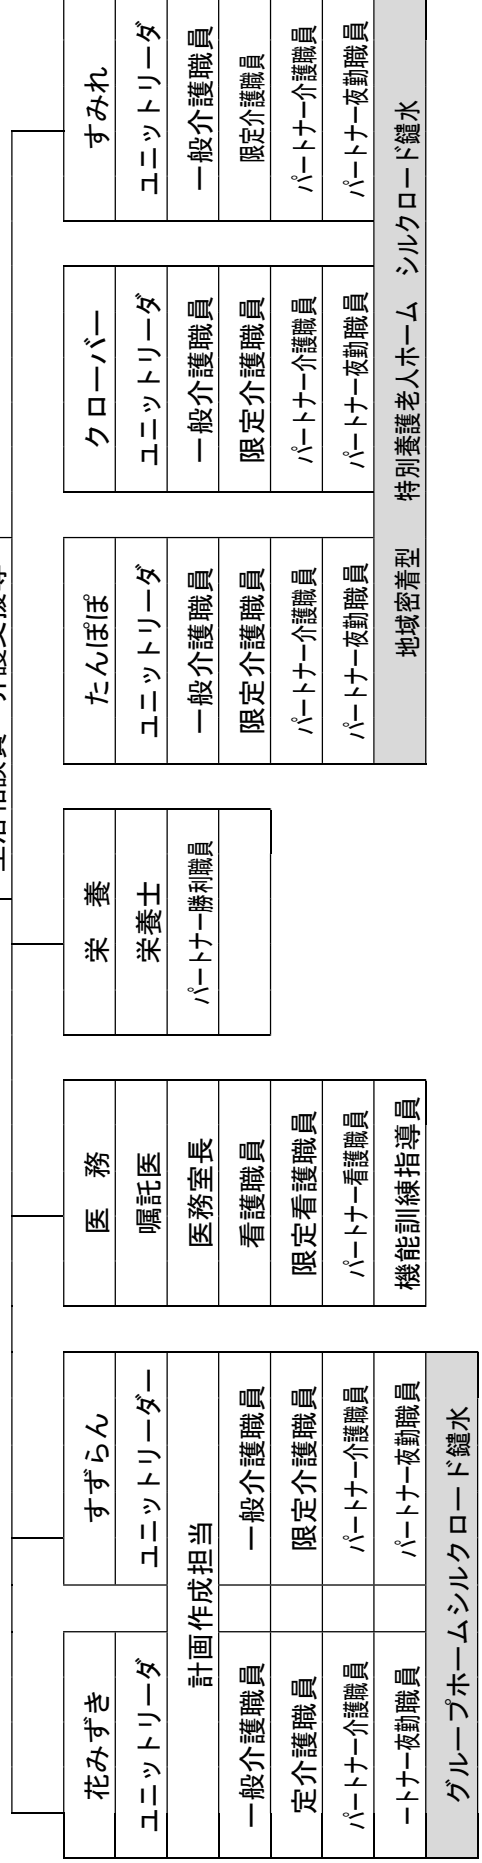 花みずき
ユニットリーダ
計画作成担当
一般介護職員
定介護職員
パートナー介護職員
ートナー夜勤職員
すずらん
ユニットリーダー
一般介護職員
限定介護職員
パートナー介護職員
パートナー夜勤職員
グループホームシルクロード鑓水
医　務
嘱託医
医務室長
看護職員
限定看護職員
パートナー看護職員
機能訓練指導員
栄　養
栄養士
パートナー勝利職員
たんぽぽ
ユニットリーダ
一般介護職員
限定介護職員
パートナー介護職員
パートナー夜勤職員
クローバー
ユニットリーダ
一般介護職員
限定介護職員
パートナー介護職員
パートナー夜勤職員
すみれ
ユニットリーダ
一般介護職員
限定介護職員
パートナー介護職員
パートナー夜勤職員
地域密着型　特別養護老人ホーム　シルクロード鑓水